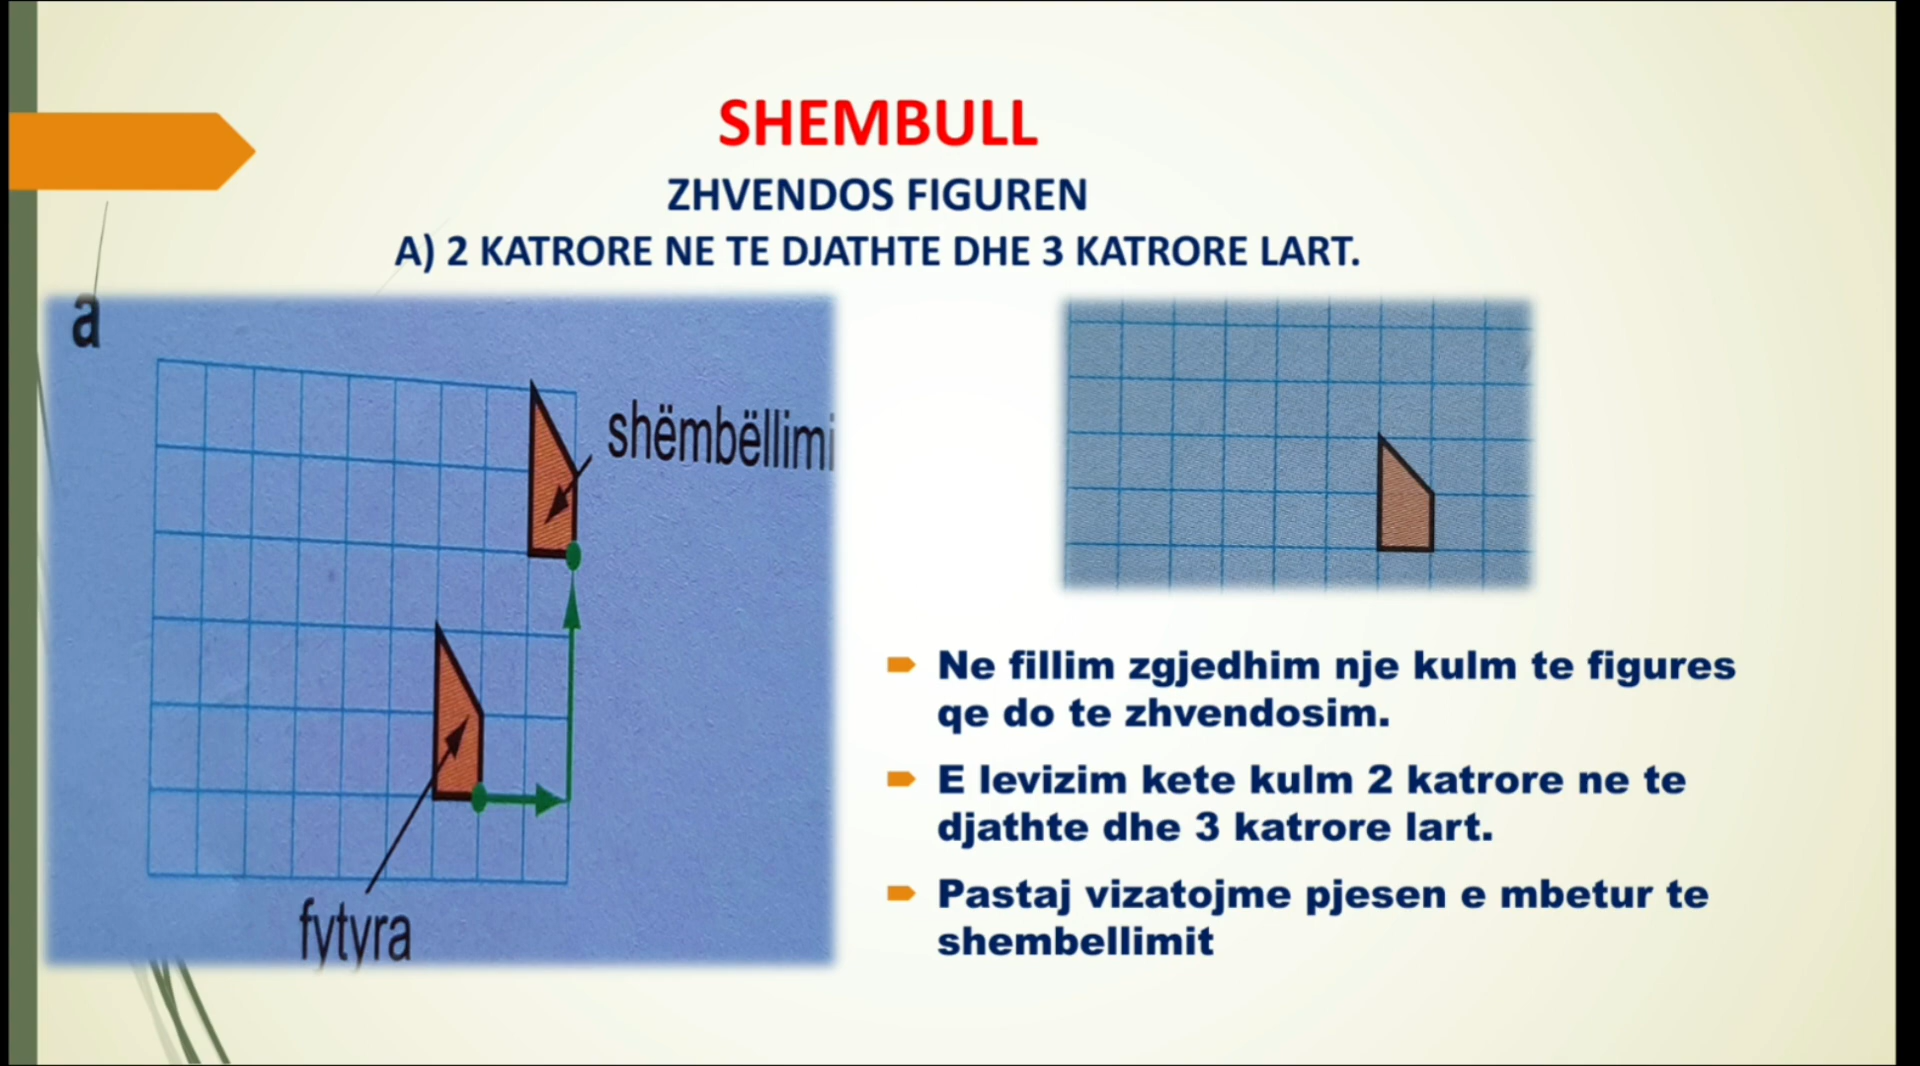 SHEMBULL
ZHVENDOS FIGUREN
A) 2 KATRORE NE TE DJATHTE DHE 3 KATRORE LART.
a
shëmbëllimi
fytyra
Ne fillim zgjedhim nje kulm te figures
qe do te zhvendosim.
E levizim kete kulm 2 katrore ne te
djathte dhe 3 katrore lart.
Pastaj vizatojme pjesen e mbetur te
shembellimit